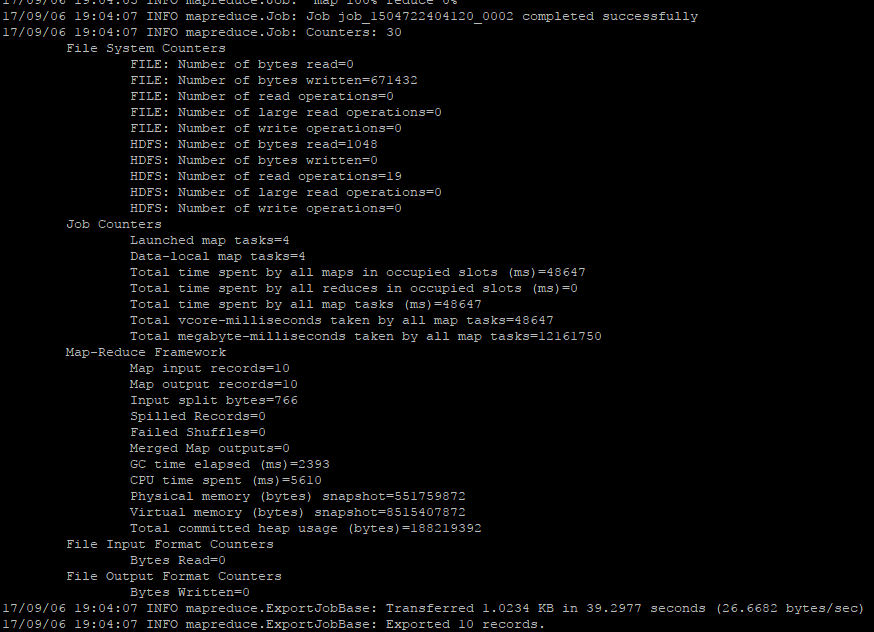 17/09/06 19:04:05 INFO mapreduce.Job:  map 100% reduce 0%
17/09/06 19:04:07 INFO mapreduce.Job: Job job_1504722404120_0002 completed successfully
17/09/06 19:04:07 INFO mapreduce.Job: Counters: 30
File System Counters
FILE: Number of bytes read=0
FILE: Number of bytes written=671432
FILE: Number of read operations=0
FILE: Number of large read operations=0
FILE: Number of write operations=0
HDFS: Number of bytes read=1048
HDFS: Number of bytes written=0
HDFS: Number of read operations=19
HDFS: Number of large read operations=0
HDFS: Number of write operations=0
Job Counters
Launched map tasks=4
Data-local map tasks=4
Total time spent by all maps in occupied slots (ms)=48647
Total time spent by all reduces in occupied slots (ms)=0
Total time spent by all map tasks (ms)=48647
Total vcore-milliseconds taken by all map tasks=48647
Total megabyte-milliseconds taken by all map tasks=12161750
Map-Reduce Framework
Map input records=10
Map output records=10
Input split bytes=766
Spilled Records=0
Failed Shuffles=0
Merged Map outputs=0
GC time elapsed (ms)=2393
CPU time spent (ms)=5610
Physical memory (bytes) snapshot=551759872
Virtual memory (bytes) snapshot=8515407872
Total committed heap usage (bytes)=188219392
File Input Format Counters
Bytes Read=0
File Output Format Counters
Bytes Written=0
17/09/06 19:04:07 INFO mapreduce.ExportJobBase: Transferred 1.0234 KB in 39.2977 seconds (26.6682 bytes/sec)
17/09/06 19:04:07 INFO mapreduce.ExportJobBase: Exported 10 records.